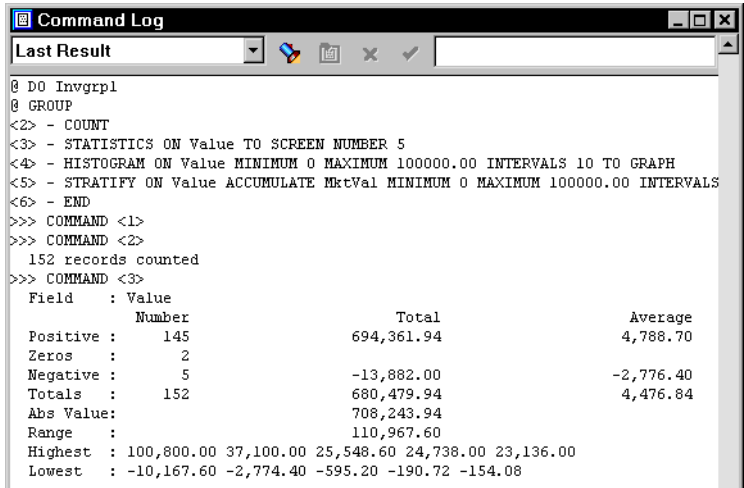 Command Log
Last Result
@ DO Invgrp1
@ GROUP
<2> - COUNT
<3> - STATISTICS ON Value TO SCREEN NUMBER 5
<4> - HISTOGRAM ON Value MINIMUM 0 MAXIMUM 100000.00 INTERVALS 10 TO GRAPH
<5> - STRATIFY ON Value ACCUMULATE MktVal MINIMUM 0 MAXIMUM 100000.00 INTERVALS
<6> - END
>>> COMMAND <1>
>>> COMMAND <2>
152 records counted
>>> COMMAND <3>
Field : Value
Number Total Average
Positive : 145 694,361.94 4,788.70
Zeros : 2
Negative : 5 -13,882.00 -2,776.40
Totals : 152 680,479.94 4,476.84
Abs Value: 708,243.94
Range : 110,967.60
Highest : 100,800.00 37,100.00 25,548.60 24,738.00 23,136.00
Lowest : -10,167.60 -2,774.40 -595.20 -190.72 -154.08